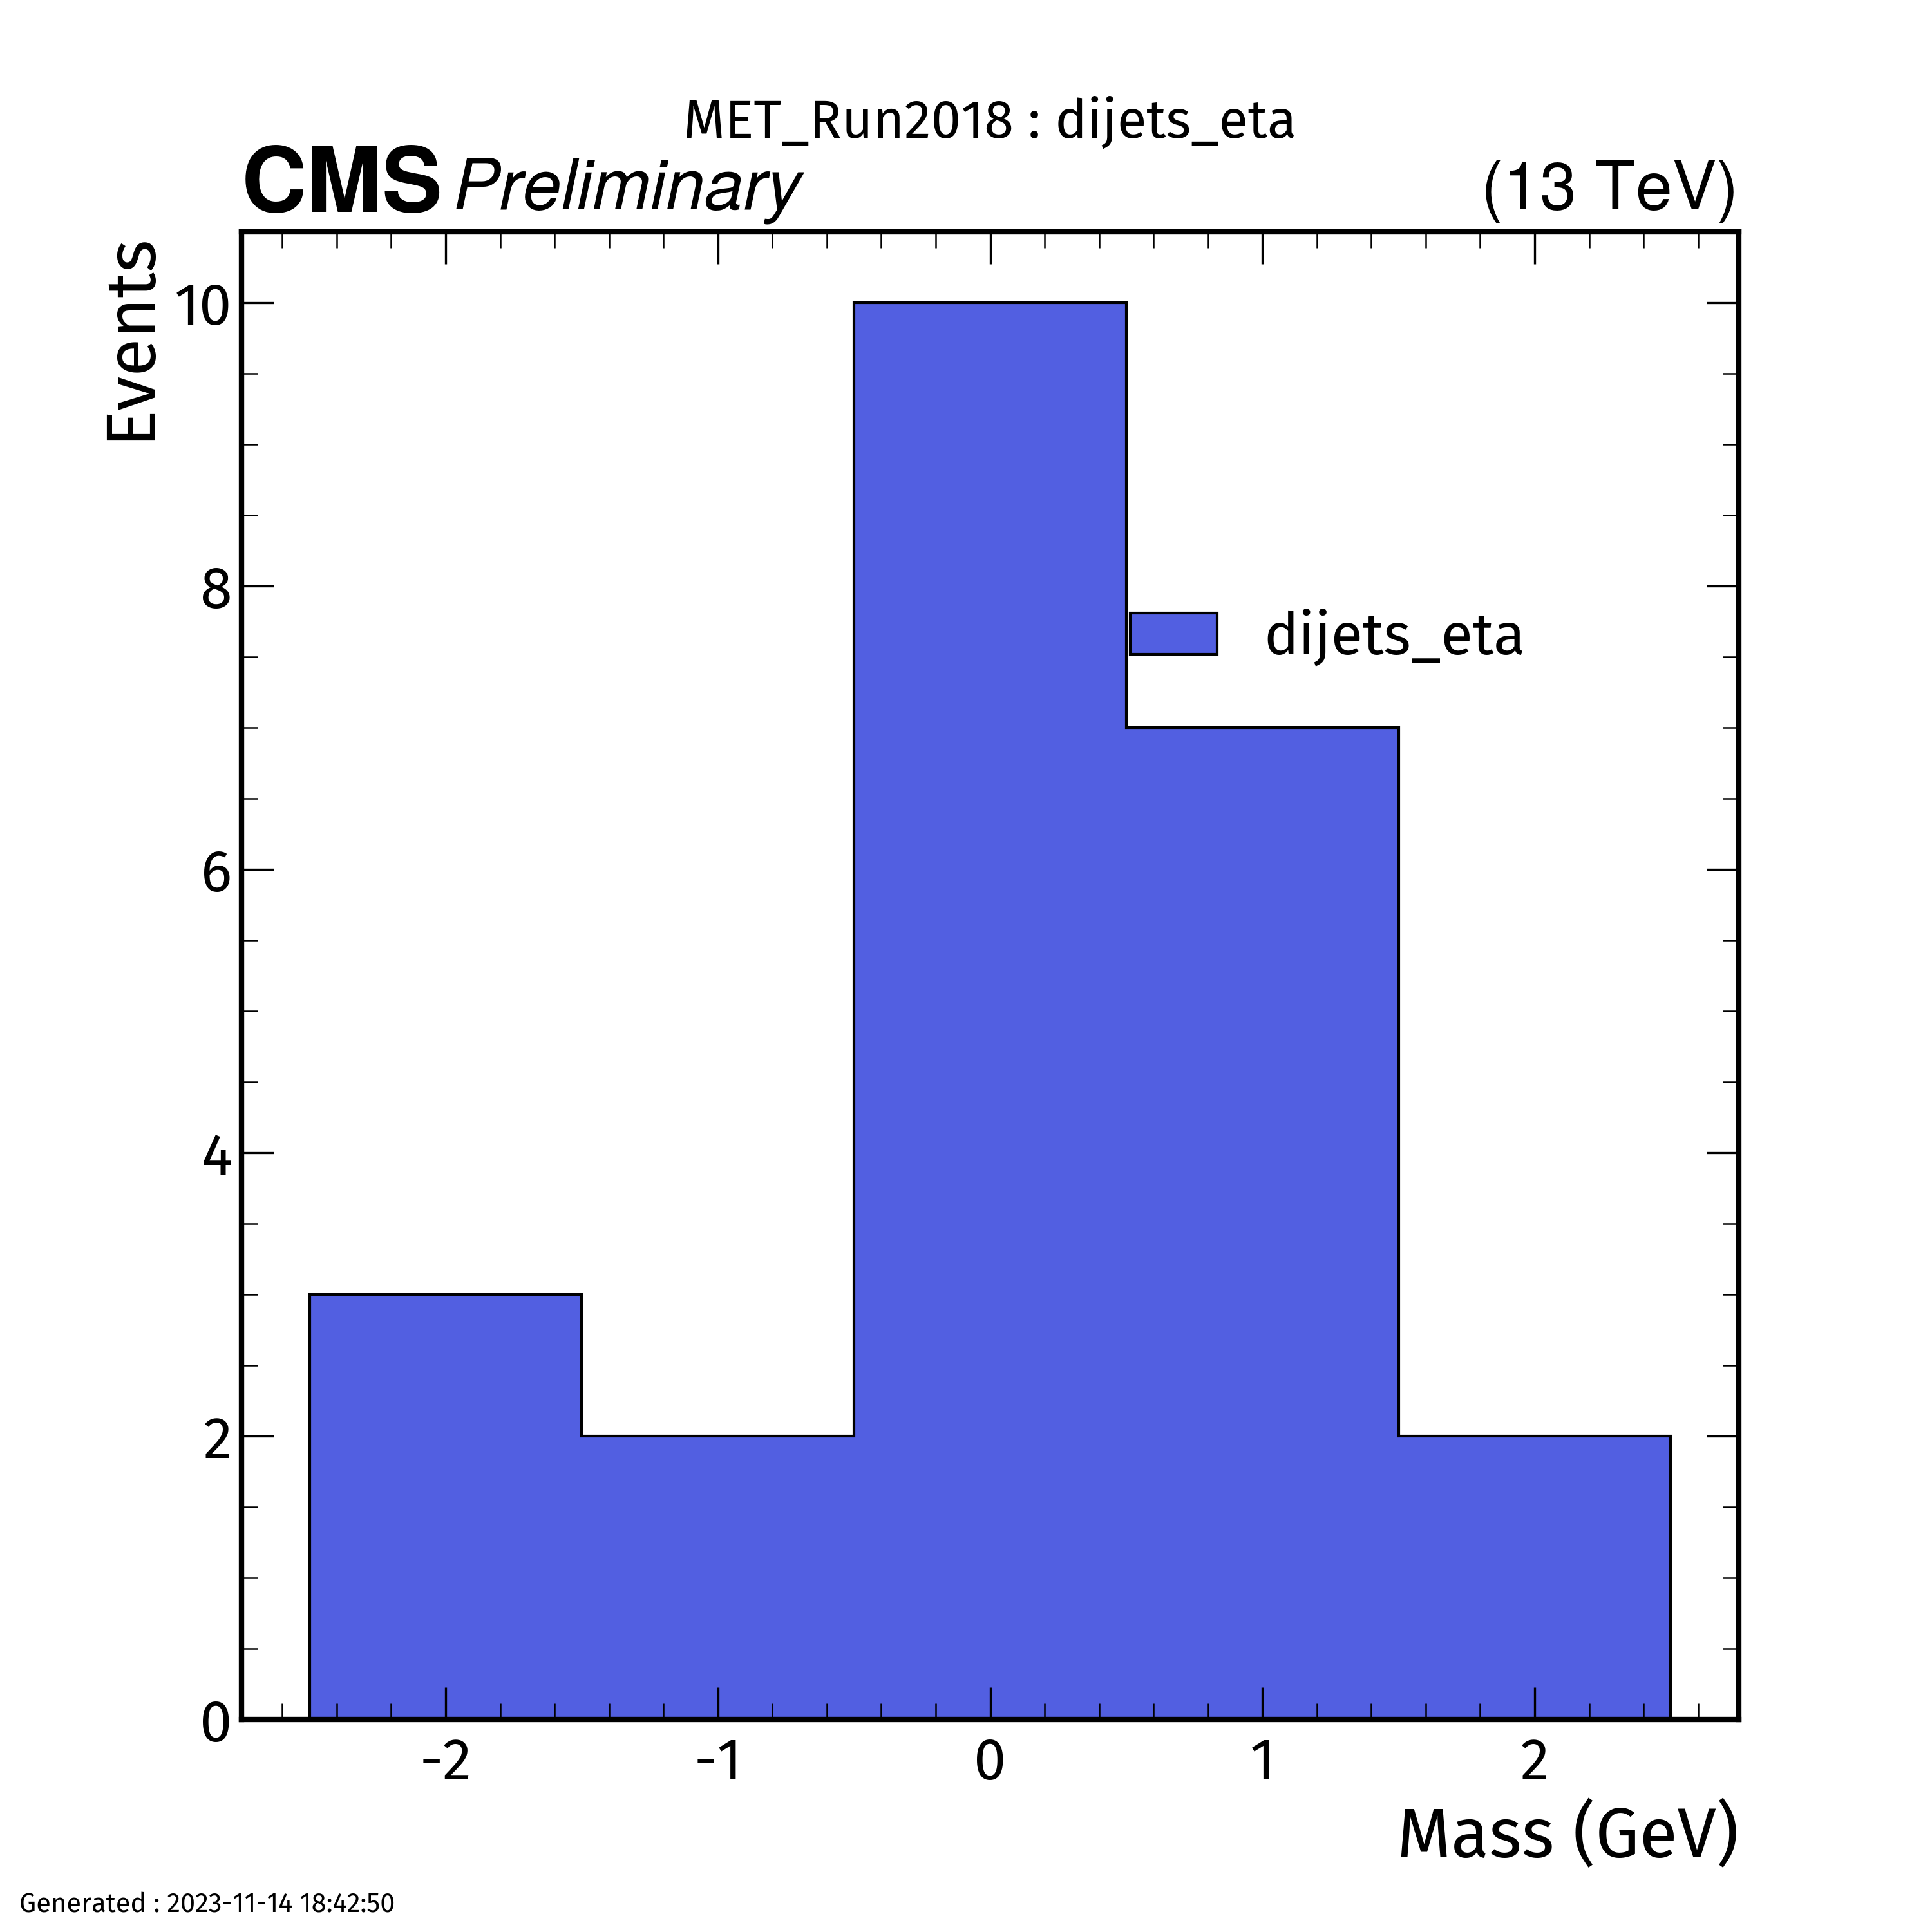 MET_Run2018 : dijets_eta
CMS Preliminary (13 TeV)
Events
10
8
dijets_eta
6
4
2
0
-2 -1 0 1 2
Mass (GeV)
Generated : 2023-11-14 18:42:50